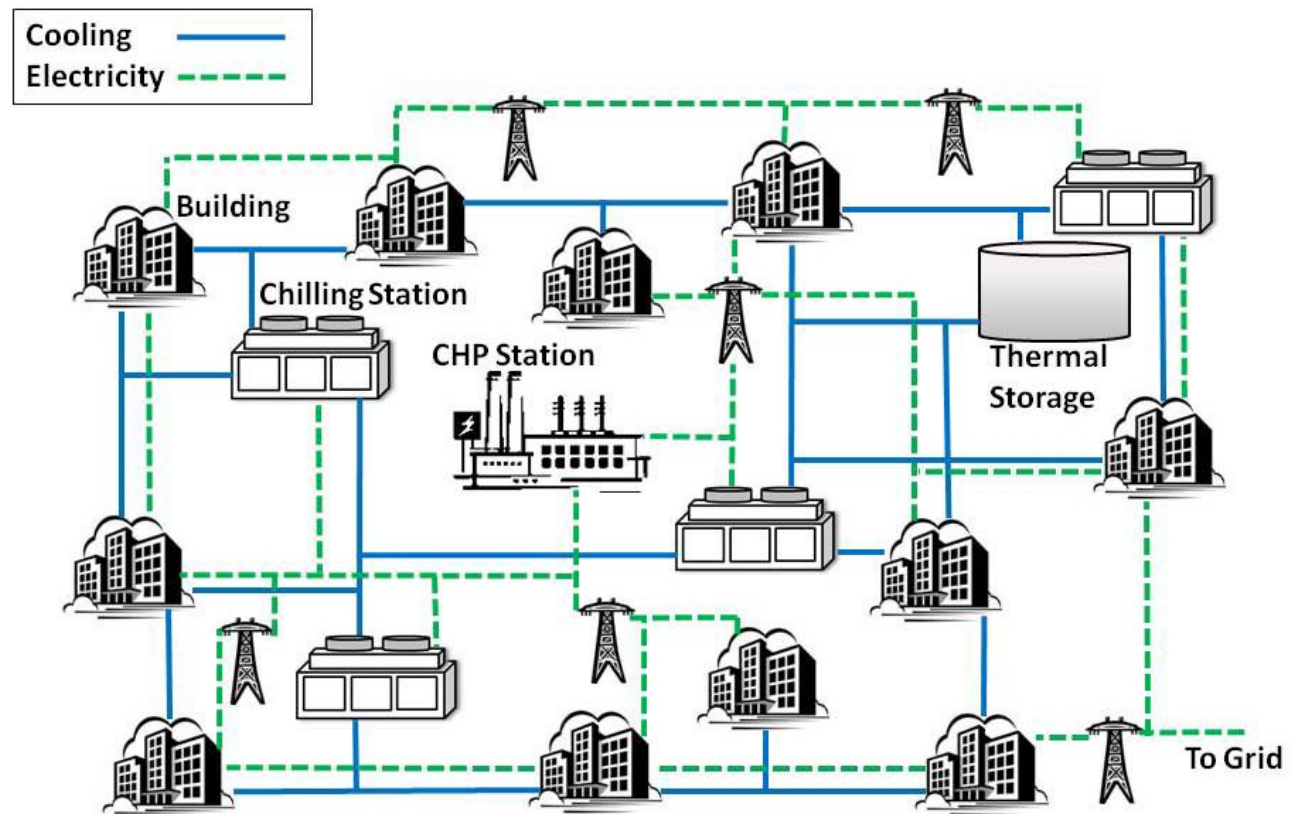 Cooling
Electricity
Building
Chilling Station
CHP Station
Thermal
Storage
To Grid